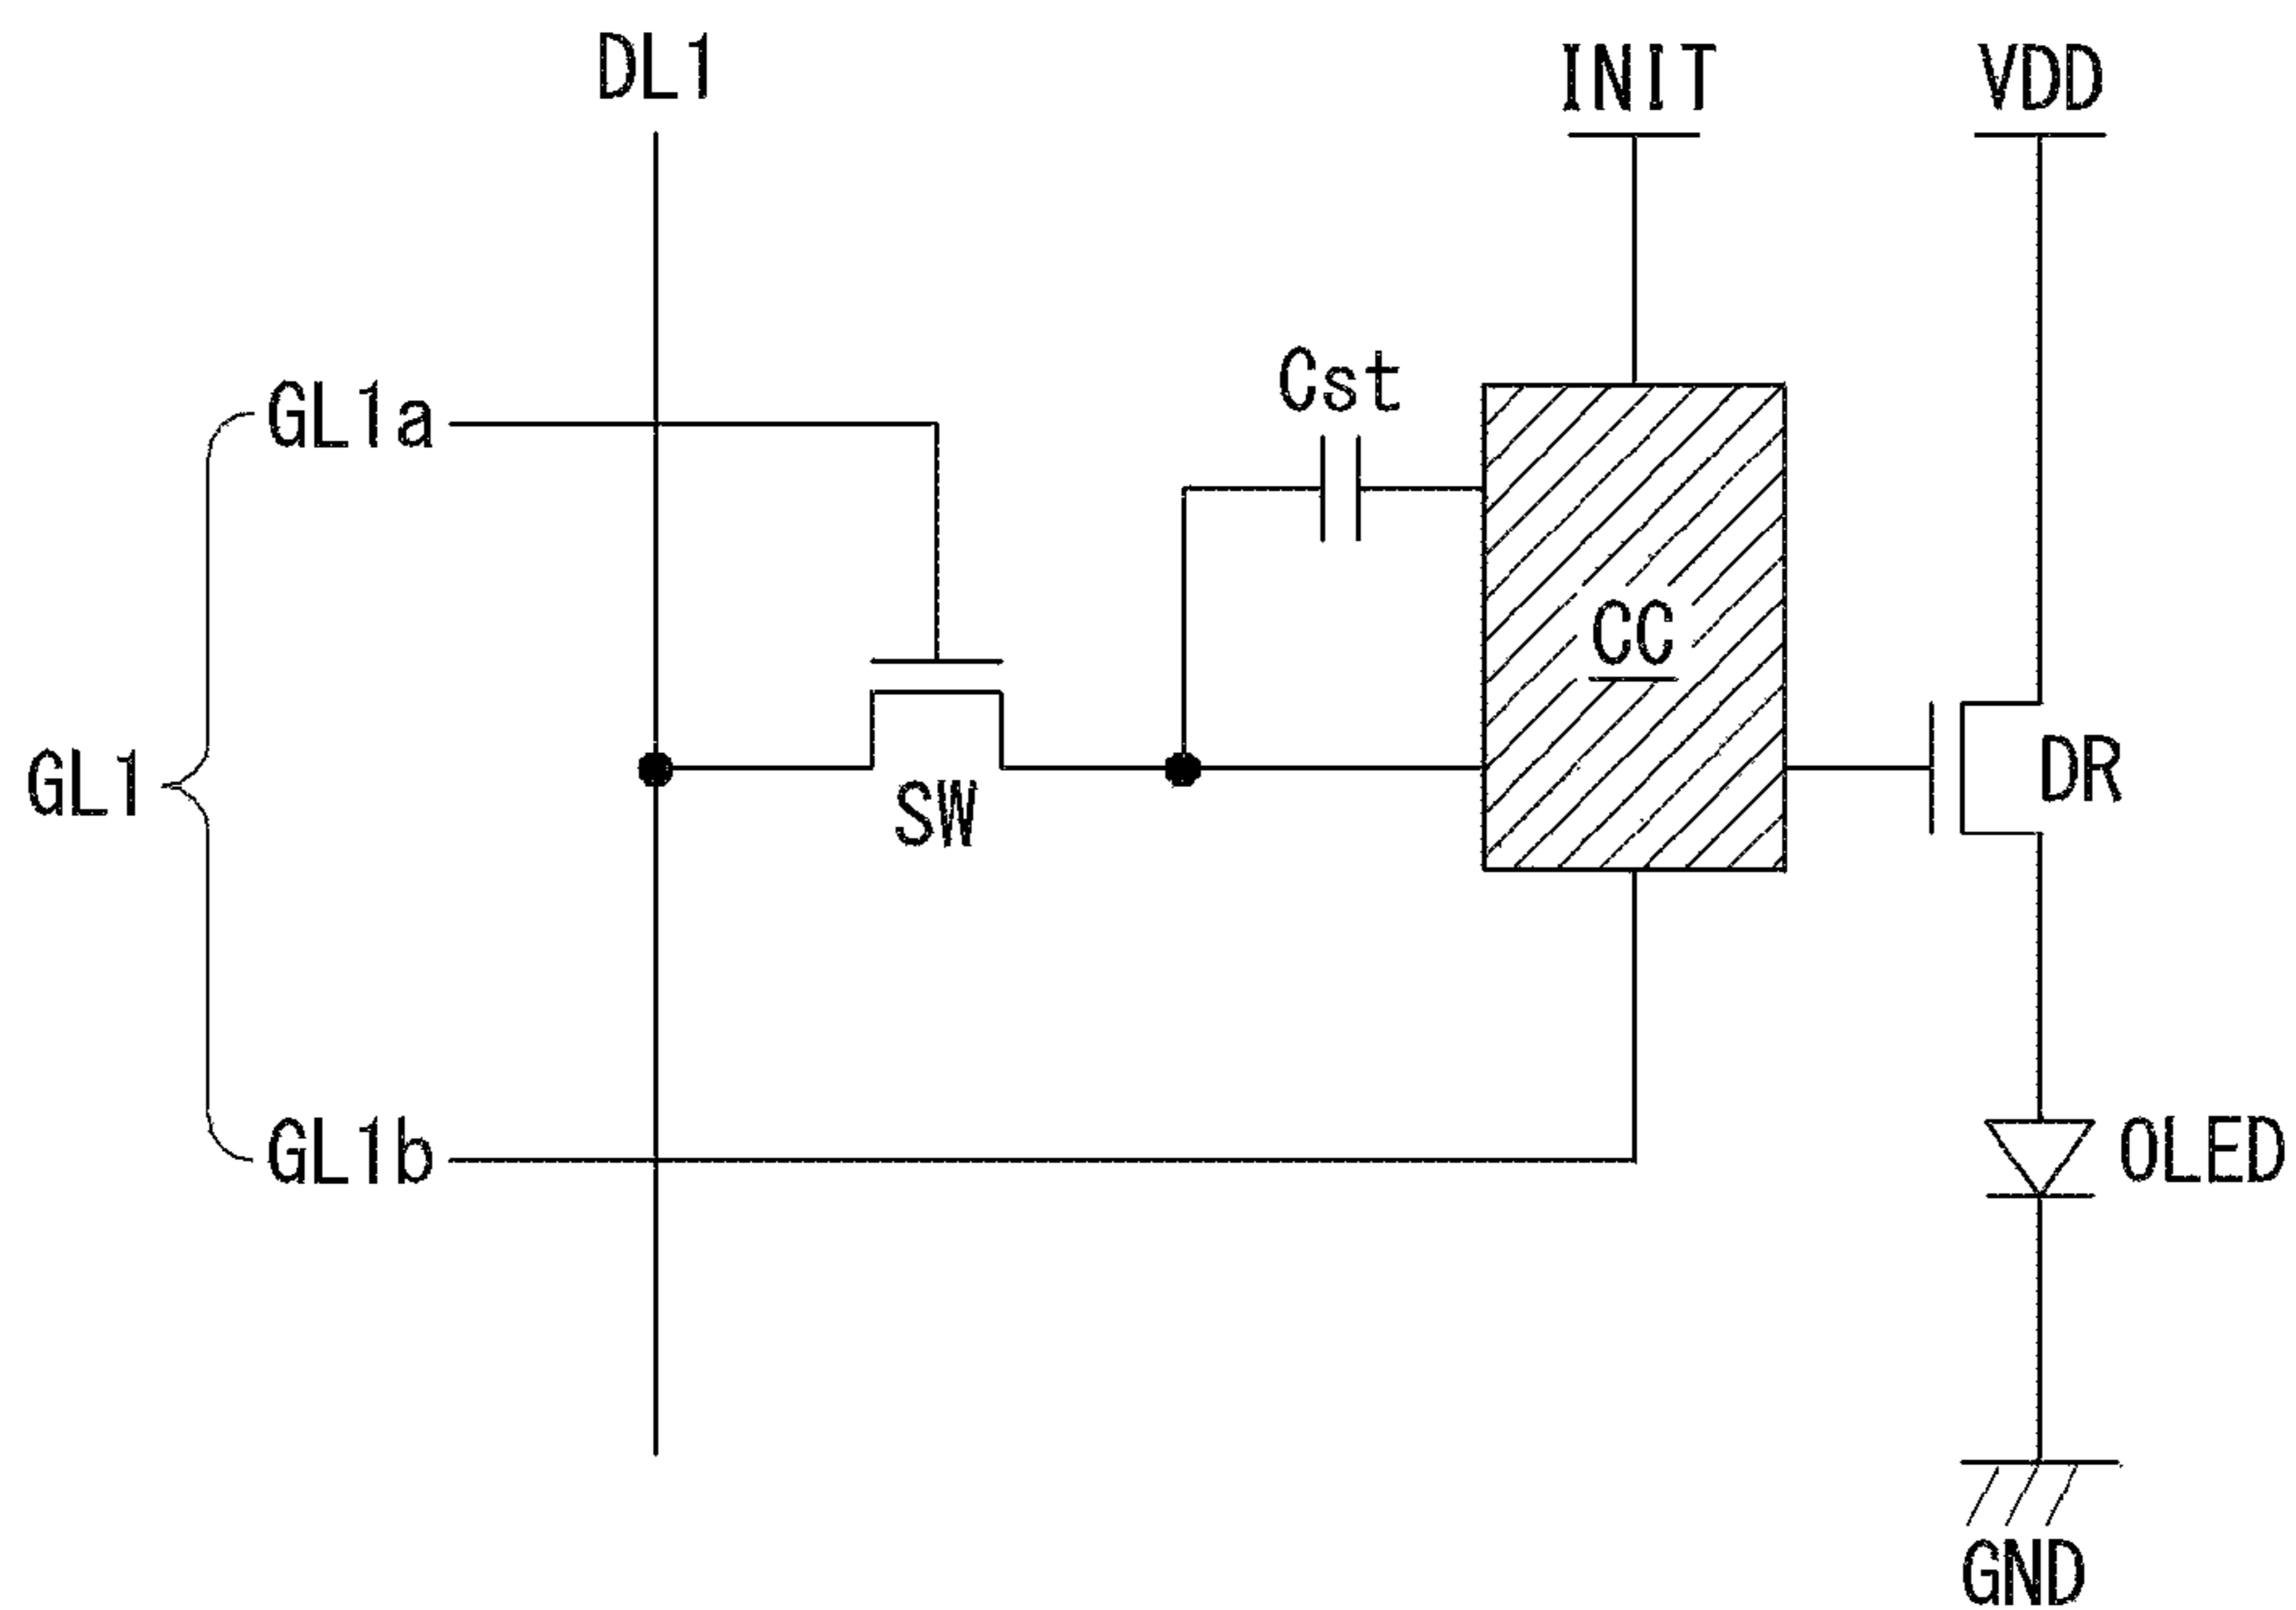 DL1
INIT
VDD
Cst
GL1a
CC
GL1
DR
SW
GL1b
OLED
GND